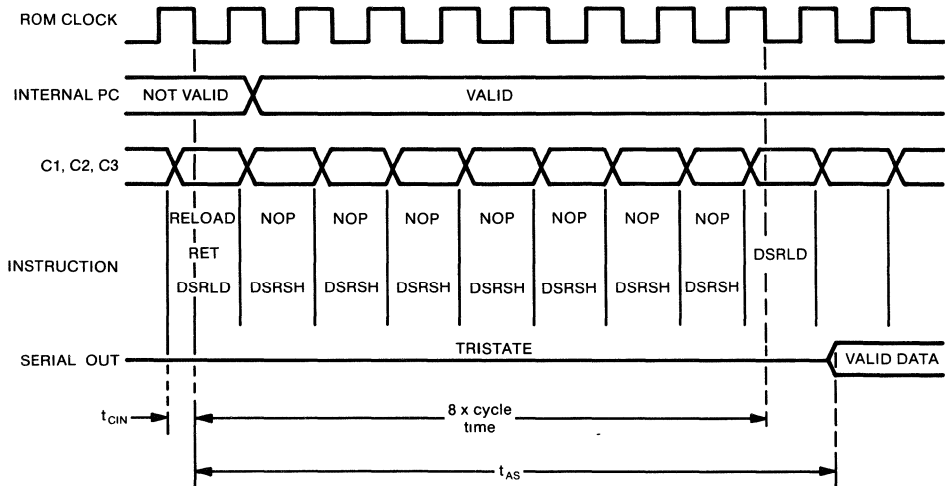 ROM CLOCK
INTERNAL PC NOT VALID VALID
C1, C2, C3
RELOAD NOP NOP NOP NOP NOP NOP NOP
RET DSRLD
INSTRUCTION
DSRLD DSRSH DSRSH DSRSH DSRSH DSRSH DSRSH DSRSH
TRISTATE
SERIAL OUT VALID DATA
tCIN 8 x cycle
time
tAS